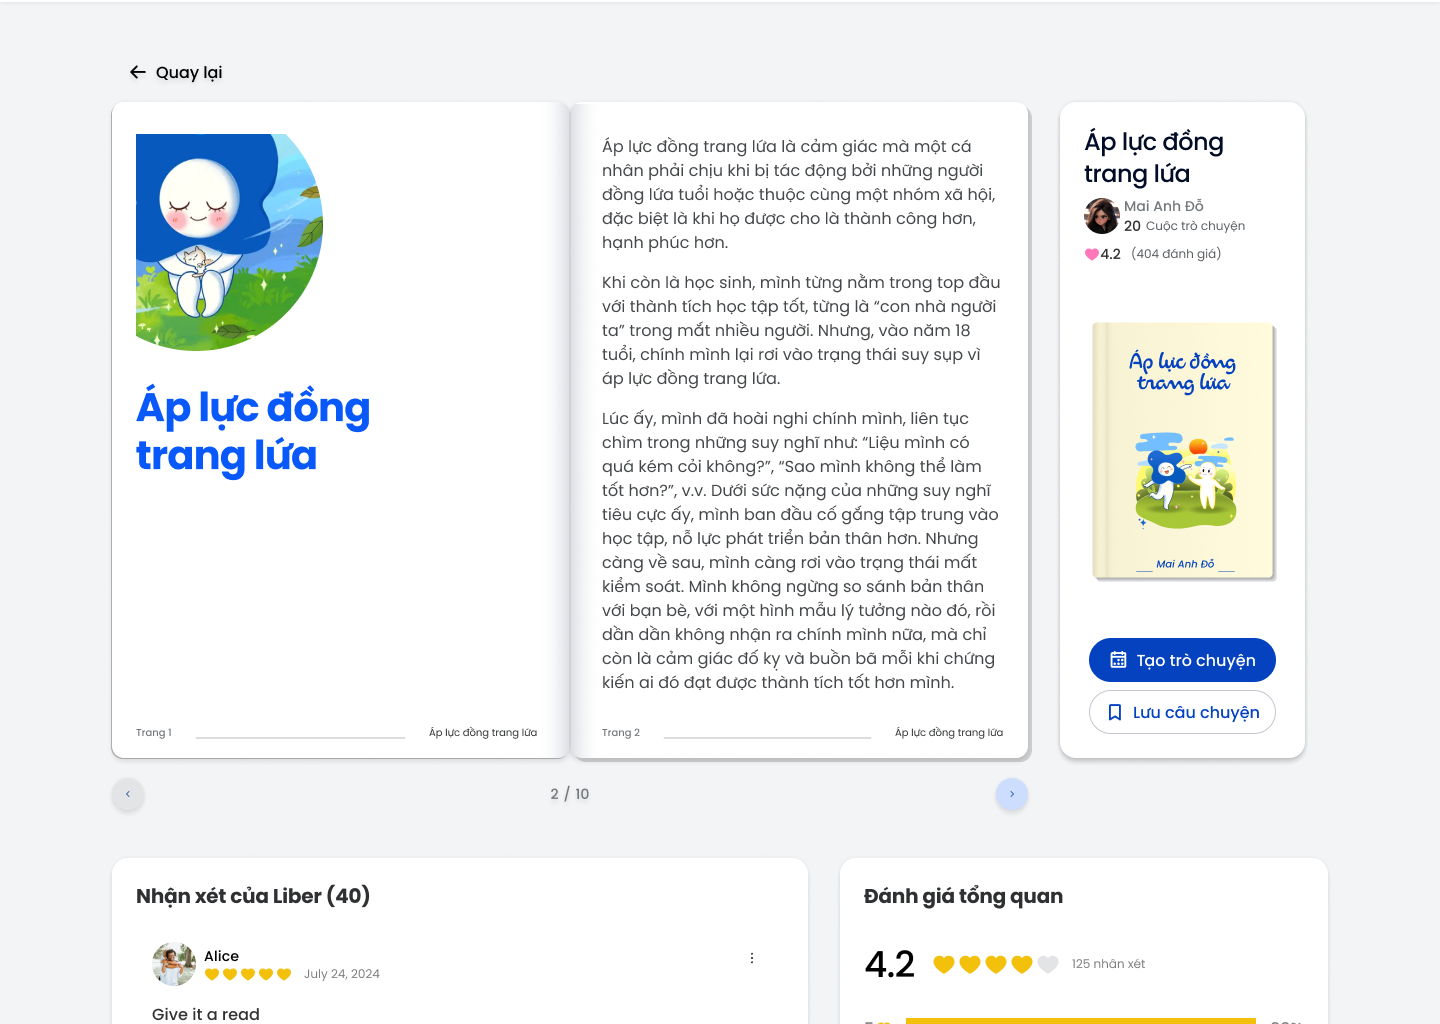 Quay lại
Áp lực đồng
trang lứa
Trang 1
Áp lực đồng trang lứa
Áp lực đồng trang lứa là cảm giác mà một cá
nhân phải chịu khi bị tác động bởi những người
đồng lứa tuổi hoặc thuộc cùng một nhóm xã hội,
đặc biệt là khi họ được cho là thành công hơn,
hạnh phúc hơn.
Khi còn là học sinh, mình từng nằm trong top đầu
với thành tích học tập tốt, từng là “con nhà người
ta” trong mắt nhiều người. Nhưng, vào năm 18
tuổi, chính mình lại rơi vào trạng thái suy sụp vì
áp lực đồng trang lứa.
Lúc ấy, mình đã hoài nghi chính mình, liên tục
chìm trong những suy nghĩ như: “Liệu mình có
quá kém cỏi không?”, “Sao mình không thể làm
tốt hơn?”, v.v. Dưới sức nặng của những suy nghĩ
tiêu cực ấy, mình ban đầu cố gắng tập trung vào
học tập, nỗ lực phát triển bản thân hơn. Nhưng
càng về sau, mình càng rơi vào trạng thái mất
kiểm soát. Mình không ngừng so sánh bản thân
với bạn bè, với một hình mẫu lý tưởng nào đó, rồi
dần dần không nhận ra chính mình nữa, mà chỉ
còn là cảm giác đố kỵ và buồn bã mỗi khi chứng
kiến ai đó đạt được thành tích tốt hơn mình.
Trang 2
Áp lực đồng trang lứa
2 / 10
Áp lực đồng
trang lứa
Mai Anh Đỗ
20 Cuộc trò chuyện
4.2 (404 đánh giá)
Áp lực đồng
trang lứa
Mai Anh Đỗ
Tạo trò chuyện
Lưu câu chuyện
Nhận xét của Liber (40)
Alice
July 24, 2024
Give it a read
Đánh giá tổng quan
4.2
125 nhân xét